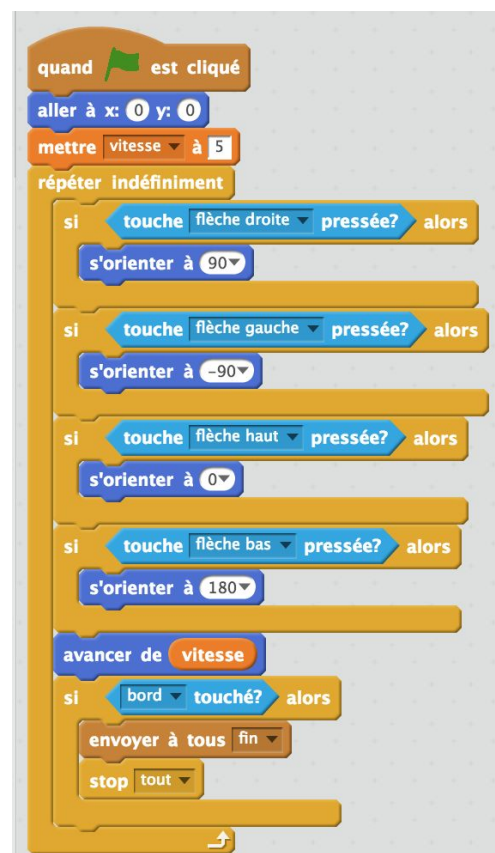 quand est cliqué
aller à x: 0 y: 0
mettre vitesse à 5
répéter indéfiniment
si touche flèche droite pressée? alors
s'orienter à 90
si touche flèche gauche pressée? alors
s'orienter à -90
si touche flèche haut pressée? alors
s'orienter à 0
si touche flèche bas pressée? alors
s'orienter à 180
avancer de vitesse
si bord touché? alors
envoyer à tous fin
stop tout